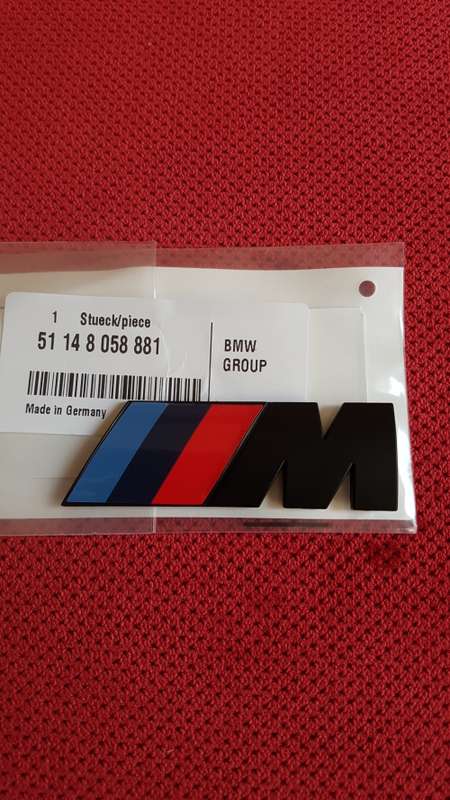 1 Stueck/piece
51 14 8 058 881
Made in Germany
BMW
GROUP
M